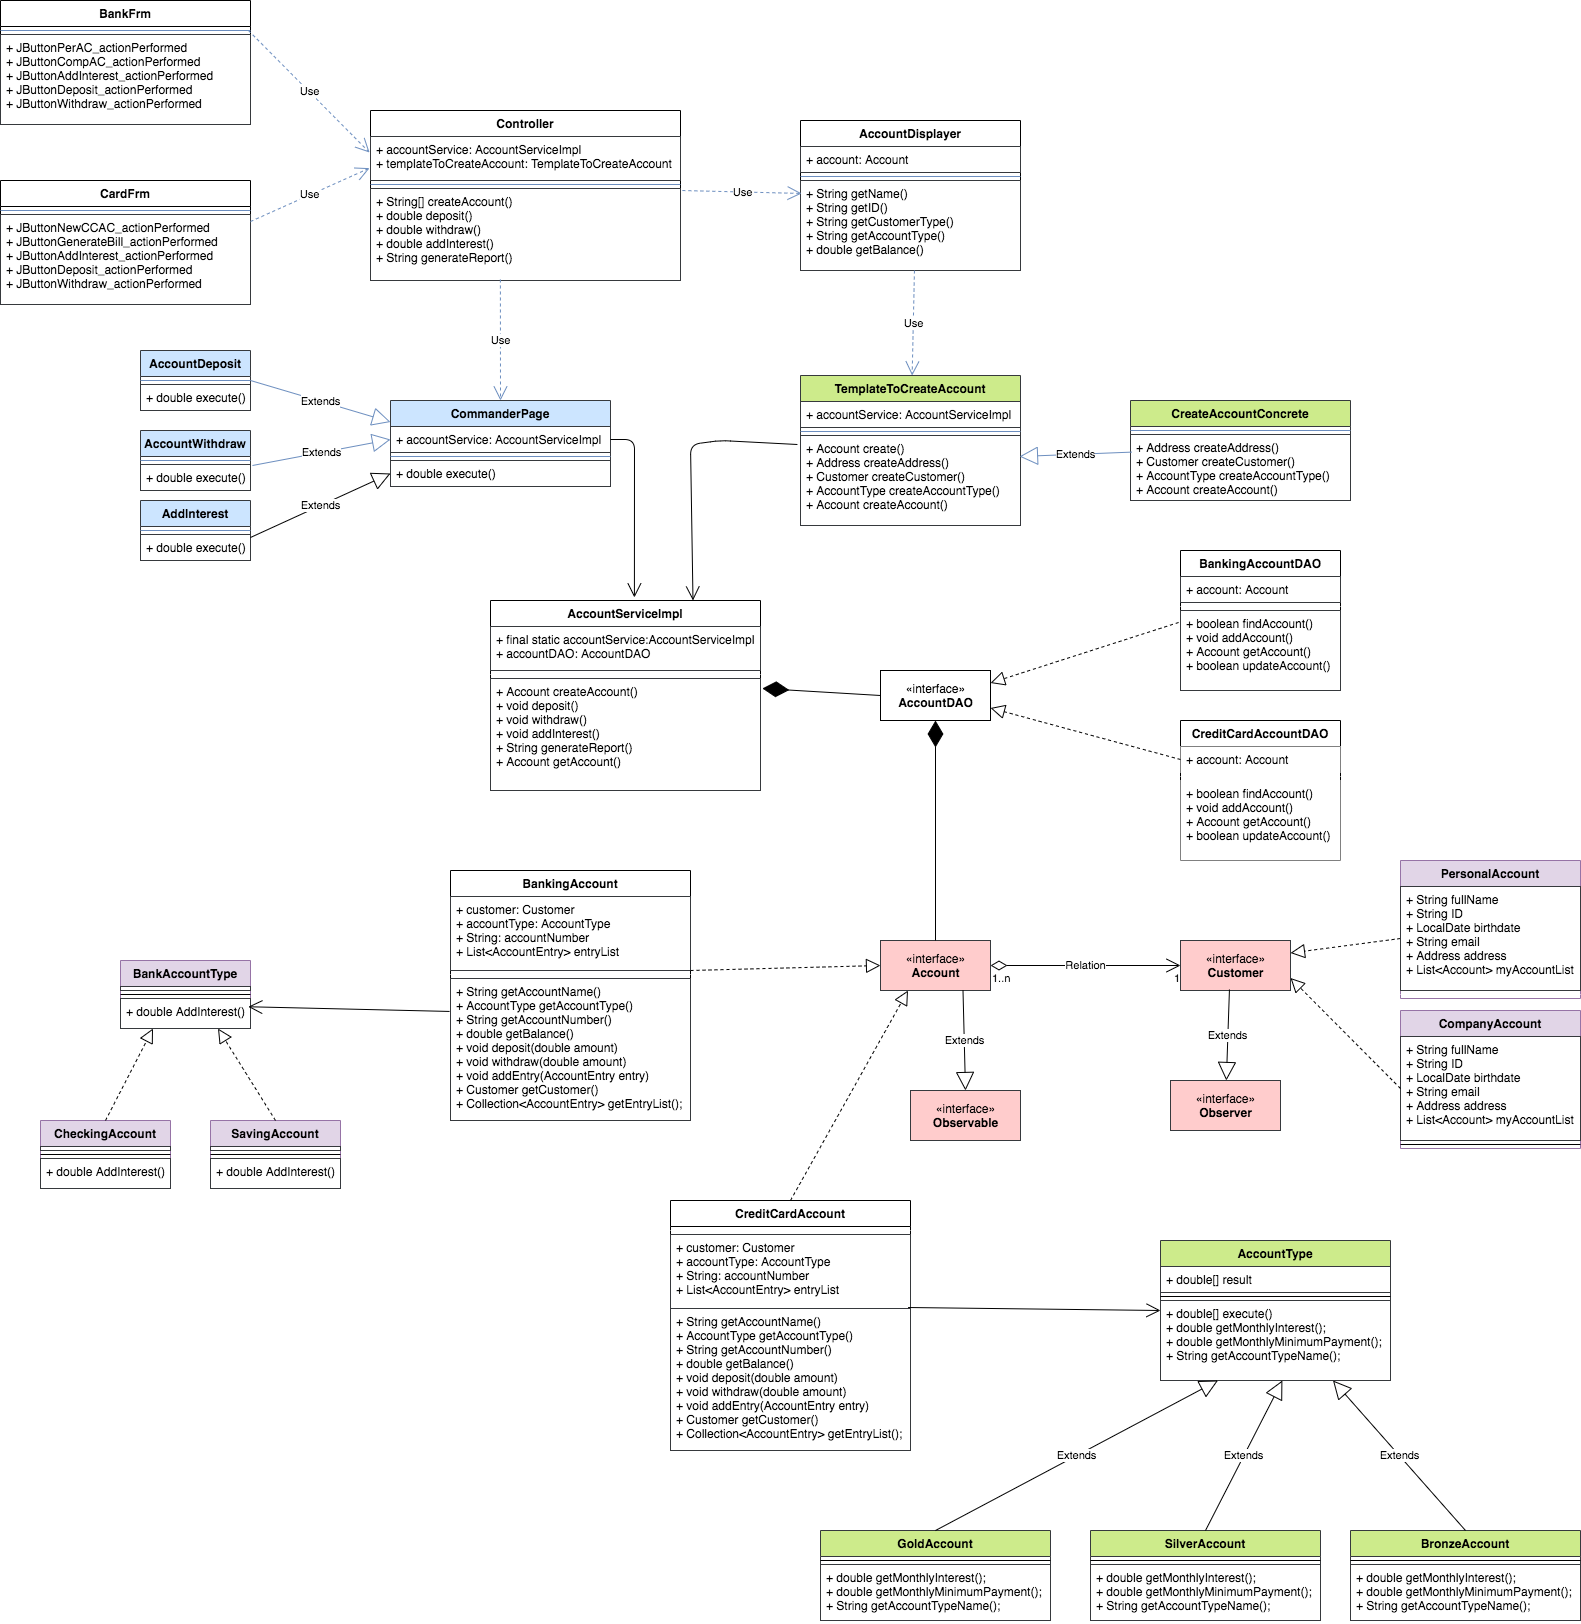 BankFrm
+ JButtonPerAC_actionPerformed
+ JButtonCompAC_actionPerformed
+ JButtonAddInterest_actionPerformed
+ JButtonDeposit_actionPerformed
+ JButtonWithdraw_actionPerformed
Use
CardFrm
+ JButtonNewCCAC_actionPerformed
+ JButtonGenerateBill_actionPerformed
+ JButtonAddInterest_actionPerformed
+ JButtonDeposit_actionPerformed
+ JButtonWithdraw_actionPerformed
Use
Controller
+ accountService: AccountServiceImpl
+ templateToCreateAccount: TemplateToCreateAccount
+ String[] createAccount()
+ double deposit()
+ double withdraw()
+ double addInterest()
+ String generateReport()
Use
AccountDisplayer
+ account: Account
+ String getName()
+ String getID()
+ String getCustomerType()
+ String getAccountType()
+ double getBalance()
Use
Use
AccountDeposit
+ double execute()
Extends
AccountWithdraw
+ double execute()
Extends
AddInterest
+ double execute()
Extends
CommanderPage
+ accountService: AccountServiceImpl
+ double execute()
TemplateToCreateAccount
+ accountService: AccountServiceImpl
+ Account create()
+ Address createAddress()
+ Customer createCustomer()
+ AccountType createAccountType()
+ Account createAccount()
Extends
CreateAccountConcrete
+ Address createAddress()
+ Customer createCustomer()
+ AccountType createAccountType()
+ Account createAccount()
AccountServiceImpl
+ final static accountService:AccountServiceImpl
+ accountDAO: AccountDAO
+ Account createAccount()
+ void deposit()
+ void withdraw()
+ void addInterest()
+ String generateReport()
+ Account getAccount()
«interface»
AccountDAO
BankingAccountDAO
+ account: Account
+ boolean findAccount()
+ void addAccount()
+ Account getAccount()
+ boolean updateAccount()
CreditCardAccountDAO
+ account: Account
+ boolean findAccount()
+ void addAccount()
+ Account getAccount()
+ boolean updateAccount()
BankingAccount
+ customer: Customer
+ accountType: AccountType
+ String: accountNumber
+ List<AccountEntry> entryList
+ String getAccountName()
+ AccountType getAccountType()
+ String getAccountNumber()
+ double getBalance()
+ void deposit(double amount)
+ void withdraw(double amount)
+ void addEntry(AccountEntry entry)
+ Customer getCustomer()
+ Collection<AccountEntry> getEntryList();
BankAccountType
+ double AddInterest()
CheckingAccount
+ double AddInterest()
SavingAccount
+ double AddInterest()
«interface»
Account
1..n
Relation
1
«interface»
Customer
PersonalAccount
+ String fullName
+ String ID
+ LocalDate birthdate
+ String email
+ Address address
+ List<Account> myAccountList
CompanyAccount
+ String fullName
+ String ID
+ LocalDate birthdate
+ String email
+ Address address
+ List<Account> myAccountList
Extends
Extends
«interface»
Observable
«interface»
Observer
CreditCardAccount
+ customer: Customer
+ accountType: AccountType
+ String: accountNumber
+ List<AccountEntry> entryList
+ String getAccountName()
+ AccountType getAccountType()
+ String getAccountNumber()
+ double getBalance()
+ void deposit(double amount)
+ void withdraw(double amount)
+ void addEntry(AccountEntry entry)
+ Customer getCustomer()
+ Collection<AccountEntry> getEntryList();
AccountType
+ double[] result
+ double[] execute()
+ double getMonthlyInterest();
+ double getMonthlyMinimumPayment();
+ String getAccountTypeName();
Extends
Extends
Extends
GoldAccount
+ double getMonthlyInterest();
+ double getMonthlyMinimumPayment();
+ String getAccountTypeName();
SilverAccount
+ double getMonthlyInterest();
+ double getMonthlyMinimumPayment();
+ String getAccountTypeName();
BronzeAccount
+ double getMonthlyInterest();
+ double getMonthlyMinimumPayment();
+ String getAccountTypeName();